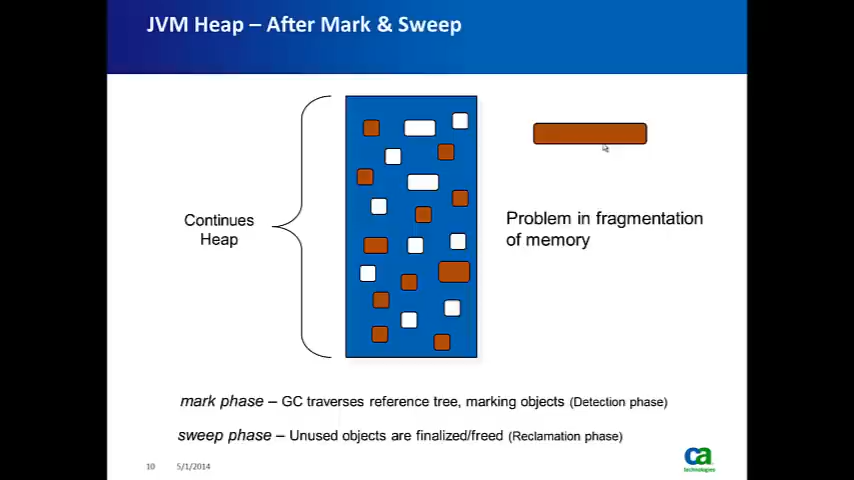 JVM Heap – After Mark & Sweep
Continues
Heap
Problem in fragmentation
of memory
mark phase – GC traverses reference tree, marking objects (Detection phase)
sweep phase – Unused objects are finalized/freed (Reclamation phase)
10 5/1/2014
ca
technologies